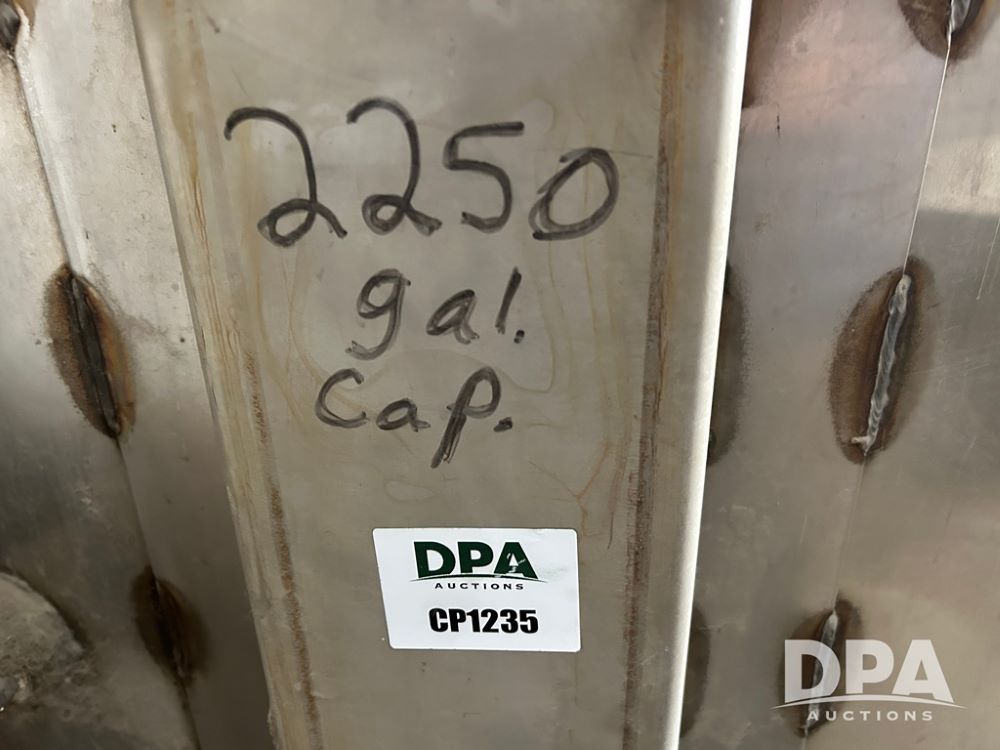 2250
gal.
Cap.
DPA
AUCTIONS
CP1235
DPA
AUCTIONS